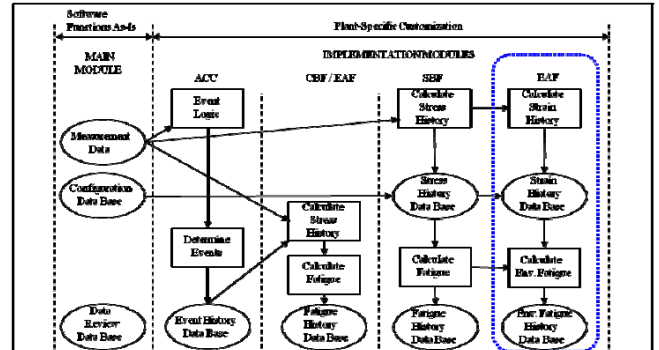 Software
Functions As-Is
Plant-Specific Customization
MAIN
MODULE
IMPLEMENTATION MODULES
ACC
CBF / EAF
SBF
EAF
Event
Logic
Calculate
Stress
History
Calculate
Strain
History
Measurement
Data
Configuration
Data Base
Stress
History
Data Base
Strain
History
Data Base
Calculate
Stress
History
Determine
Events
Calculate
Fatigue
Calculate
Fatigue
Calculate
Env. Fatigue
Data
Review
Data Base
Event History
Data Base
Fatigue
History
Data Base
Fatigue
History
Data Base
Env. Fatigue
History
Data Base